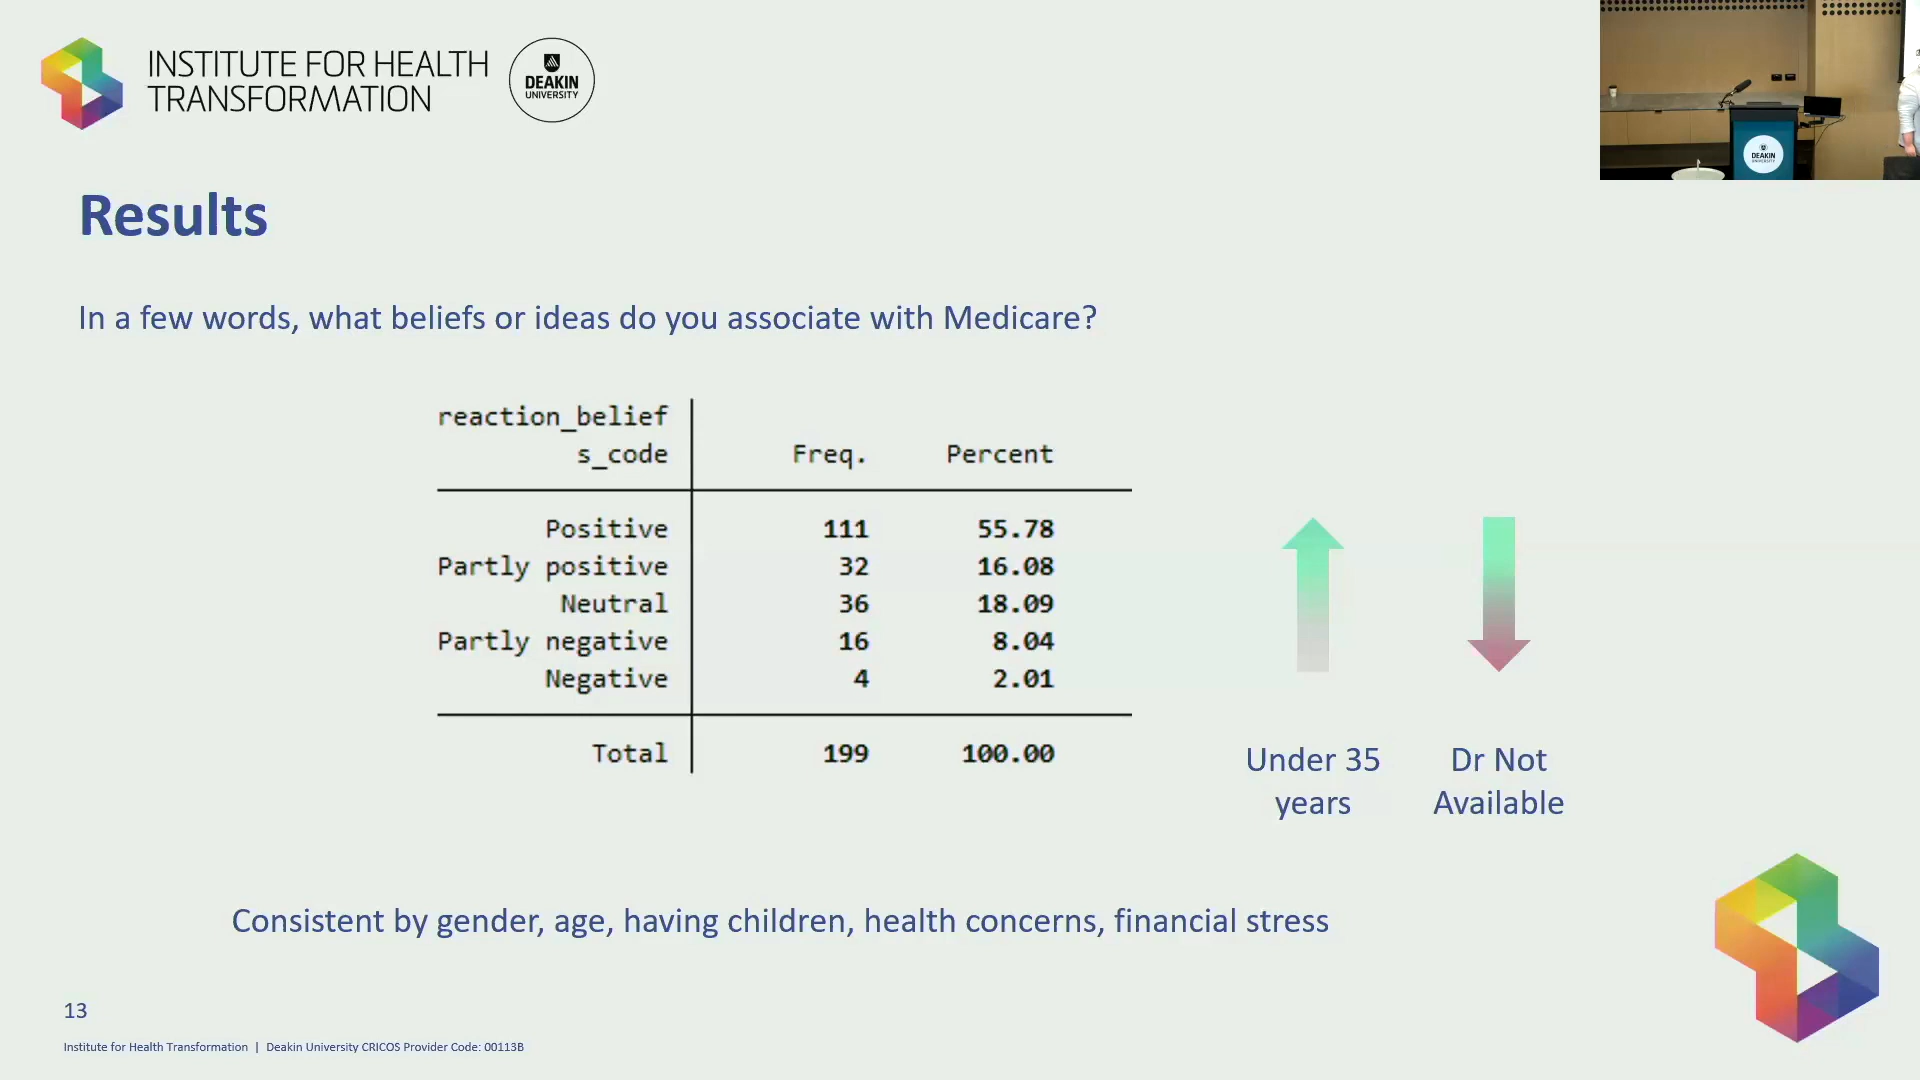 INSTITUTE FOR HEALTH
TRANSFORMATION
DEAKIN
UNIVERSITY
DEAKIN
Results
In a few words, what beliefs or ideas do you associate with Medicare?
reaction_belief
s_code Freq. Percent
Positive 111 55.78
Partly positive 32 16.08
Neutral 36 18.09
Partly negative 16 8.04
Negative 4 2.01
Total 199 100.00
Under 35
years
Dr Not
Available
Consistent by gender, age, having children, health concerns, financial stress
13
Institute for Health Transformation | Deakin University CRICOS Provider Code: 00113B